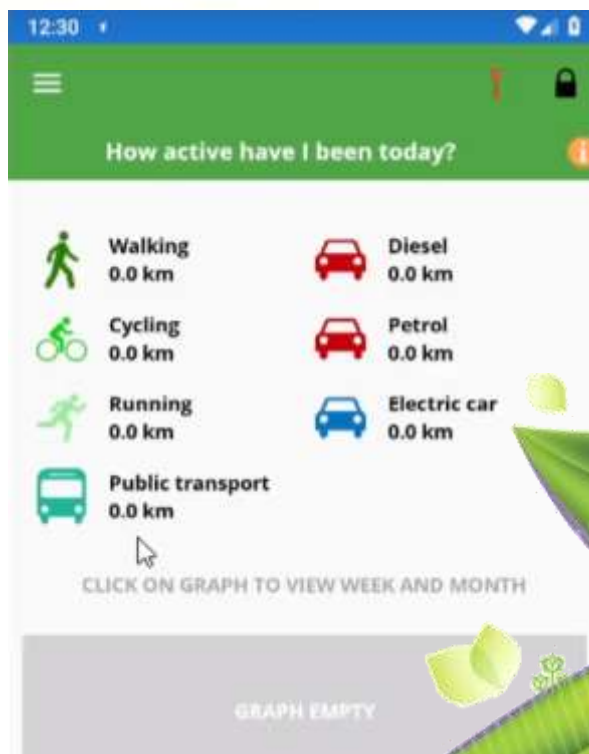 12:30
How active have I been today?
Walking
0.0 km
Diesel
0.0 km
Cycling
0.0 km
Petrol
0.0 km
Running
0.0 km
Electric car
0.0 km
Public transport
0.0 km
CLICK ON GRAPH TO VIEW WEEK AND MONTH
GRAPH EMPTY